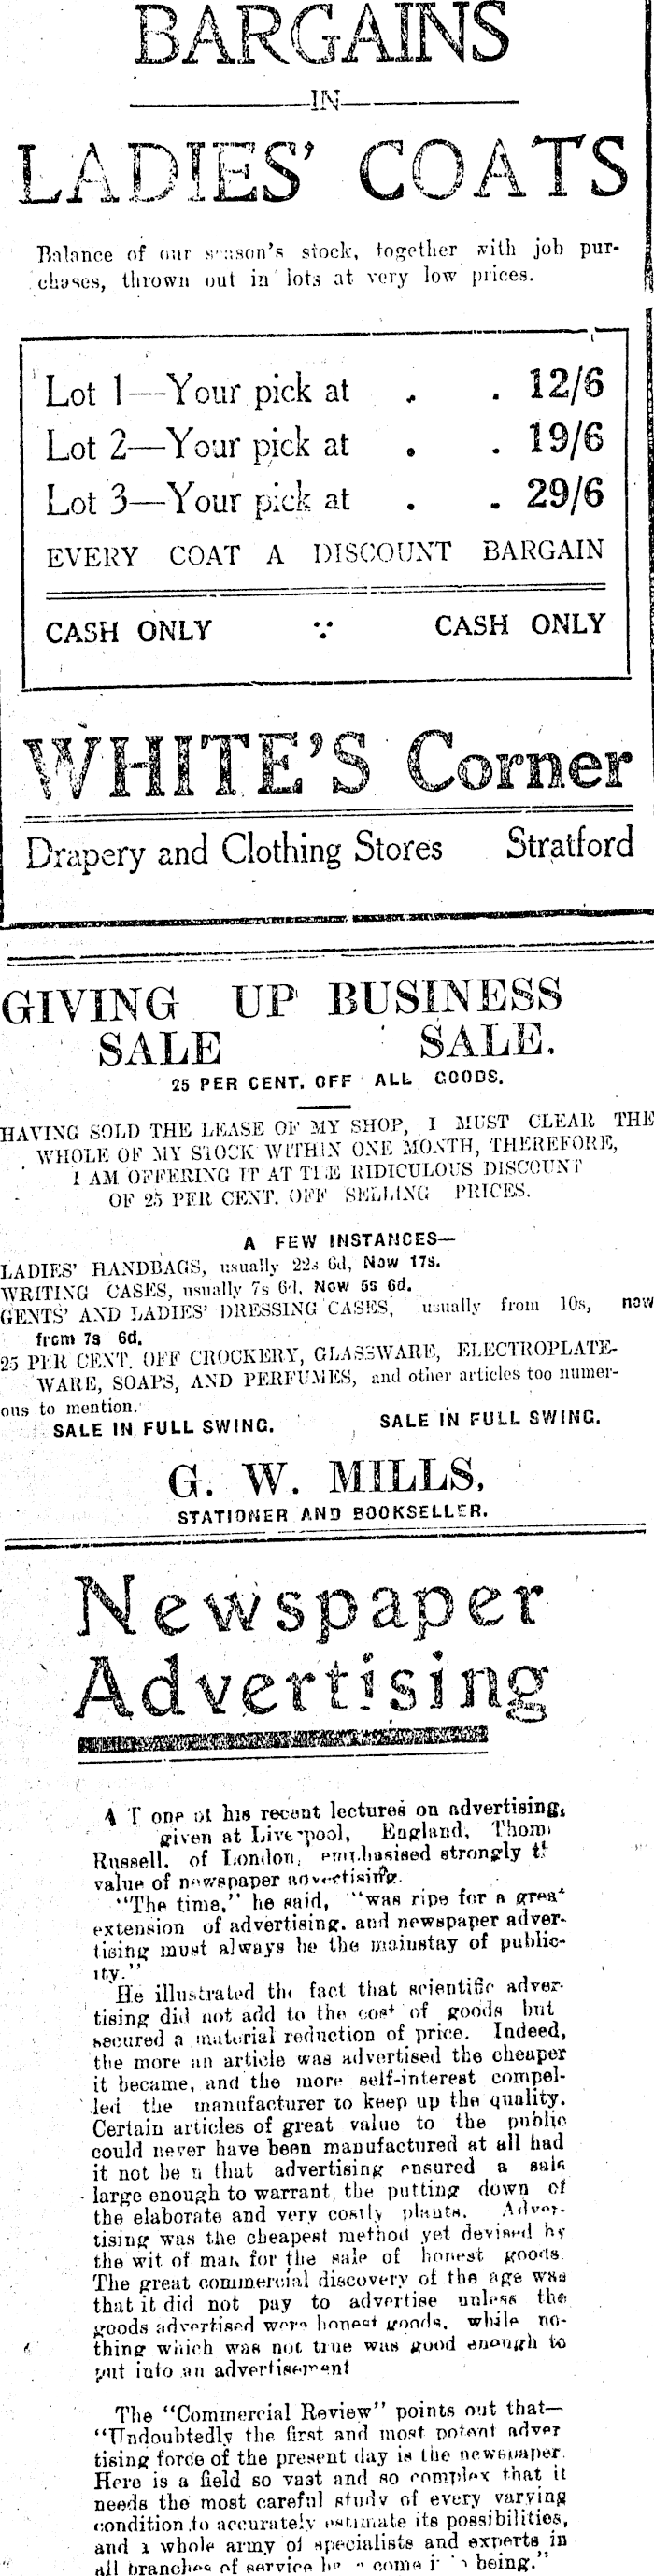 BARGAINS
IN
LADIES' COATS
Balance of our season's stock, together with job pur-
chases, thrown out in lots at very low prices.
Lot 1—Your pick at . . 12/6
Lot 2—Your pick at . . 19/6
Lot 3—Your pick at . . 29/6
EVERY COAT A DISCOUNT BARGAIN
CASH ONLY CASH ONLY
WHITE'S Corner
Drapery and Clothing Stores Stratford
GIVING UP BUSINESS
SALE SALE.
25 PER CENT. OFF ALL GOODS.
HAVING SOLD THE LEASE OF MY SHOP, I MUST CLEAR THE
WHOLE OF MY STOCK WITHIN ONE MONTH, THEREFORE,
I AM OFFERING IT AT THE RIDICULOUS DISCOUNT
OF 25 PER CENT. OFF SELLING PRICES.
A FEW INSTANCES—
LADIES' HANDBAGS, usually 22s 6d, Now 17s.
WRITING CASES, usually 7s 6d, Now 5s 6d.
GENTS' AND LADIES' DRESSING CASES, usually from 10s, now
from 7s 6d.
25 PER CENT. OFF CROCKERY, GLASSWARE, ELECTROPLATE-
WARE, SOAPS, AND PERFUMES, and other articles too numer-
ous to mention.
SALE IN FULL SWING. SALE IN FULL SWING.
G. W. MILLS,
STATIONER AND BOOKSELLER.
Newspaper
Advertising
AT one of his recent lectures on advertising,
given at Liverpool, England, Thom
Russell, of London, emphasised strongly th
value of newspaper advertising.
"The time," he said, "was ripe for a great
extension of advertising, and newspaper adver-
tising must always be the mainstay of public-
ity."
He illustrated the fact that scientific adver-
tising did not add to the cost of goods but
secured a material reduction of price. Indeed,
the more an article was advertised the cheaper
it became, and the more self-interest compel-
led the manufacturer to keep up the quality.
Certain articles of great value to the public
could never have been manufactured at all had
it not been that advertising ensured a sale
large enough to warrant the putting down of
the elaborate and very costly plants. Adver-
tising was the cheapest method yet devised by
the wit of man for the sale of honest goods.
The great commercial discovery of the age was
that it did not pay to advertise unless the
goods advertised were honest goods, while no-
thing which was not true was good enough to
put into an advertisement
The "Commercial Review" points out that—
"Undoubtedly the first and most potent adver
tising force of the present day is the newspaper.
Here is a field so vast and so complex that it
needs the most careful study of every varying
condition to accurately estimate its possibilities,
and a whole army of specialists and experts in
all branches of service come being."